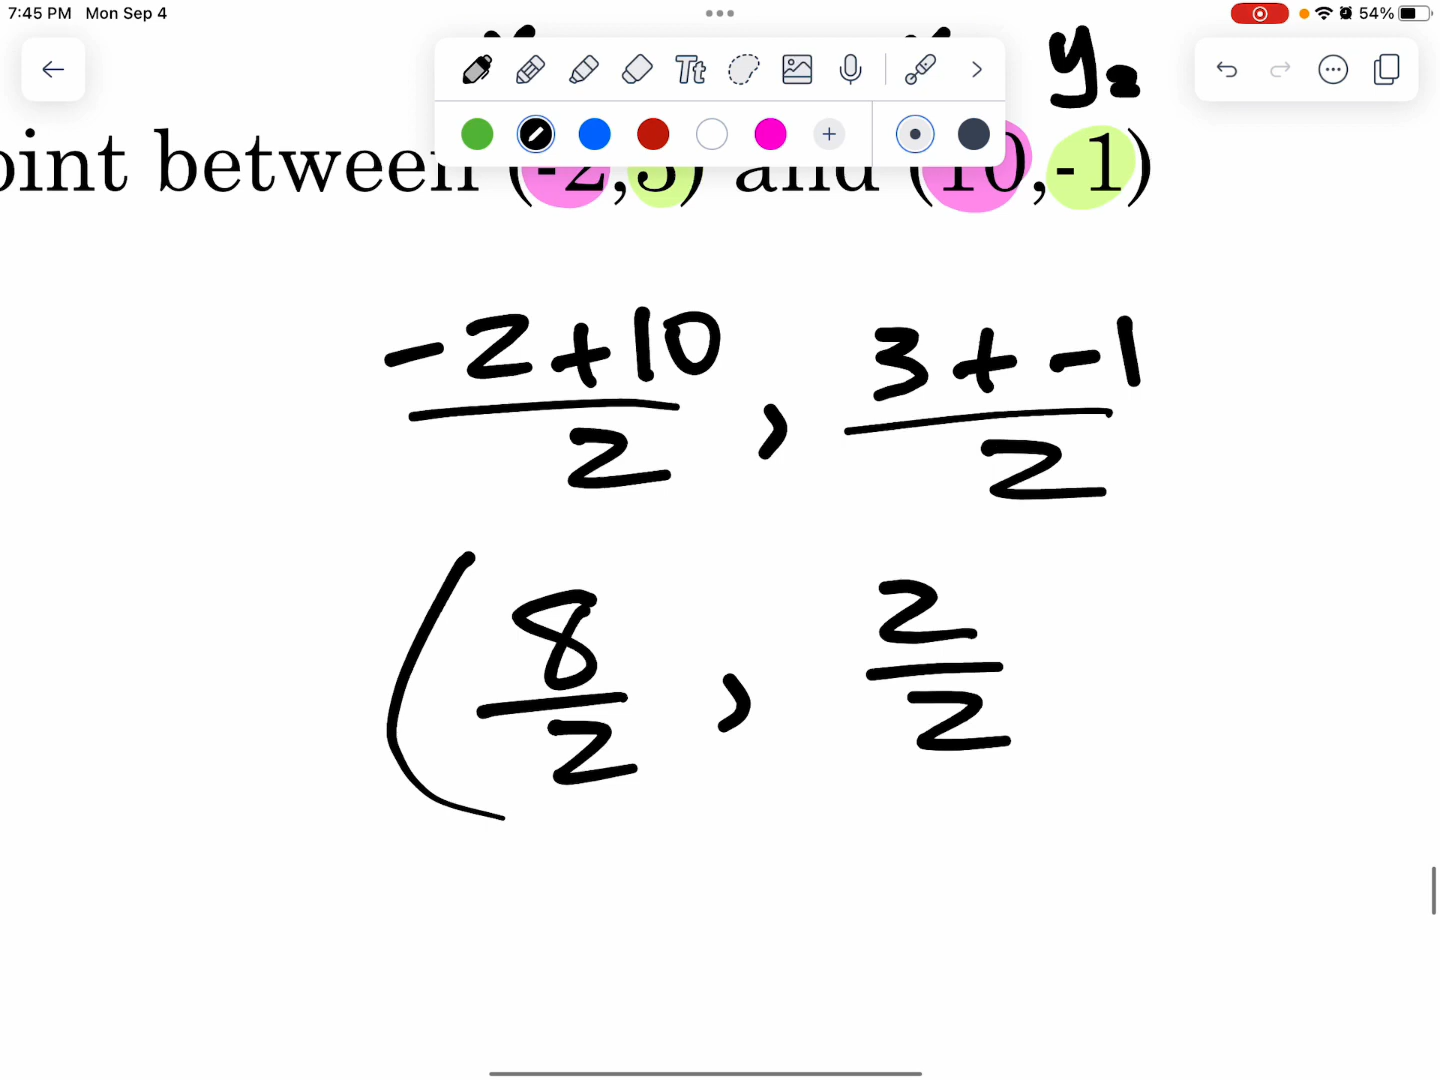 7:45 PM Mon Sep 4
54%
Tt
y₂
oint between (-2,3) and (10,-1)
-2+10/2 , 3+-1/2
(8/2 , 2/2